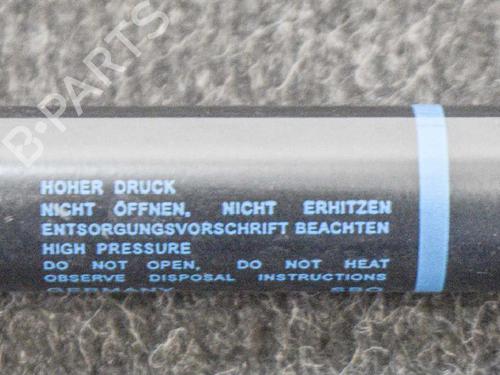 B-PARTS
HOHER DRUCK
NICHT ÖFFNEN, NICHT ERHITZEN
ENTSORGUNGSVORSCHRIFT BEACHTEN
HIGH PRESSURE
DO NOT OPEN, DO NOT HEAT
OBSERVE DISPOSAL INSTRUCTIONS
GERMANY